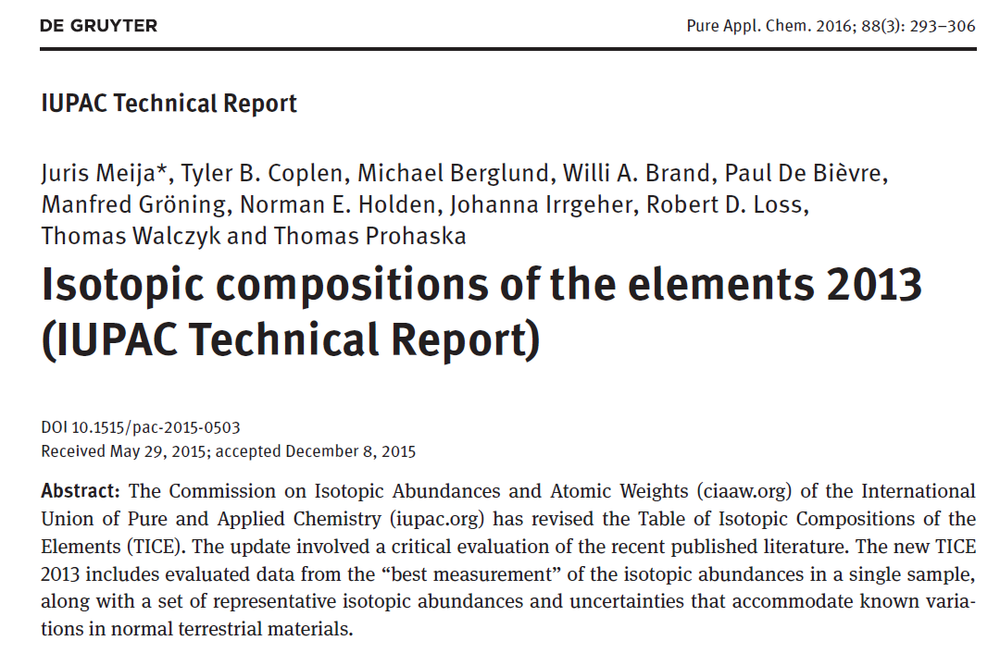 DE GRUYTER
Pure Appl. Chem. 2016; 88(3): 293–306
IUPAC Technical Report
Juris Meija*, Tyler B. Coplen, Michael Berglund, Willi A. Brand, Paul De Bièvre,
Manfred Gröning, Norman E. Holden, Johanna Irrgeher, Robert D. Loss,
Thomas Walczyk and Thomas Prohaska
Isotopic compositions of the elements 2013
(IUPAC Technical Report)
DOI 10.1515/pac-2015-0503
Received May 29, 2015; accepted December 8, 2015
Abstract: The Commission on Isotopic Abundances and Atomic Weights (ciaaw.org) of the International
Union of Pure and Applied Chemistry (iupac.org) has revised the Table of Isotopic Compositions of the
Elements (TICE). The update involved a critical evaluation of the recent published literature. The new TICE
2013 includes evaluated data from the “best measurement” of the isotopic abundances in a single sample,
along with a set of representative isotopic abundances and uncertainties that accommodate known varia-
tions in normal terrestrial materials.